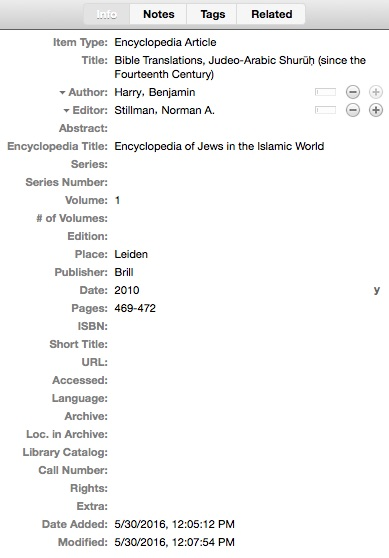 Info Notes Tags Related
Item Type: Encyclopedia Article
Title: Bible Translations, Judeo-Arabic Shurūḥ (since the
Fourteenth Century)
Author: Harry, Benjamin
Editor: Stillman, Norman A.
Abstract:
Encyclopedia Title: Encyclopedia of Jews in the Islamic World
Series:
Series Number:
Volume: 1
# of Volumes:
Edition:
Place: Leiden
Publisher: Brill
Date: 2010 y
Pages: 469-472
ISBN:
Short Title:
URL:
Accessed:
Language:
Archive:
Loc. in Archive:
Library Catalog:
Call Number:
Rights:
Extra:
Date Added: 5/30/2016, 12:05:12 PM
Modified: 5/30/2016, 12:07:54 PM